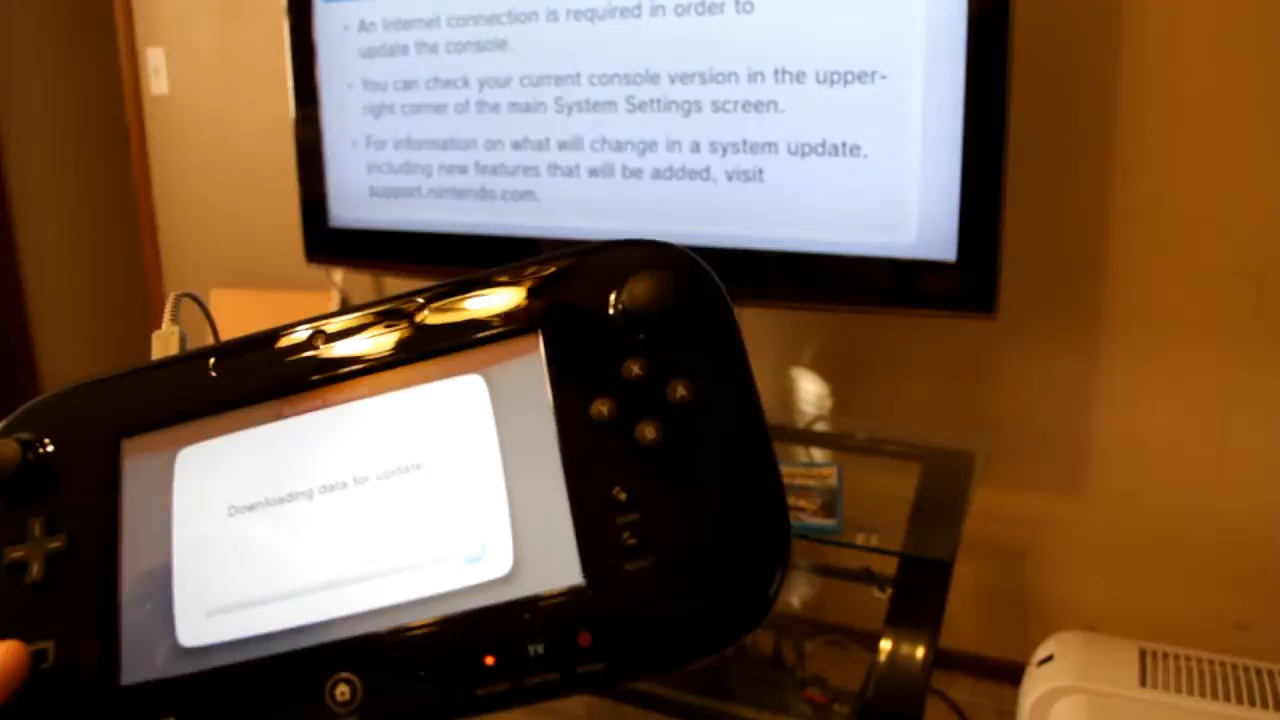 · An Internet connection is required in order to
update the console.
· You can check your current console version in the upper-
right corner of the main System Settings screen.
· For information on what will change in a system update,
including new features that will be added, visit
support.nintendo.com.
X
A
Y
B
Downloading data for update
TV